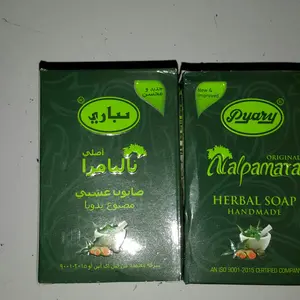 جديد و
محسن
بياري
®
أصلي
نالبامرا
صابون عشبي
مصنوع يدويا
New &
Improved
Pyary
®
ORIGINAL
Nalpamara
HERBAL SOAP
HANDMADE
AN ISO 9001-2015 CERTIFIED COMPANY